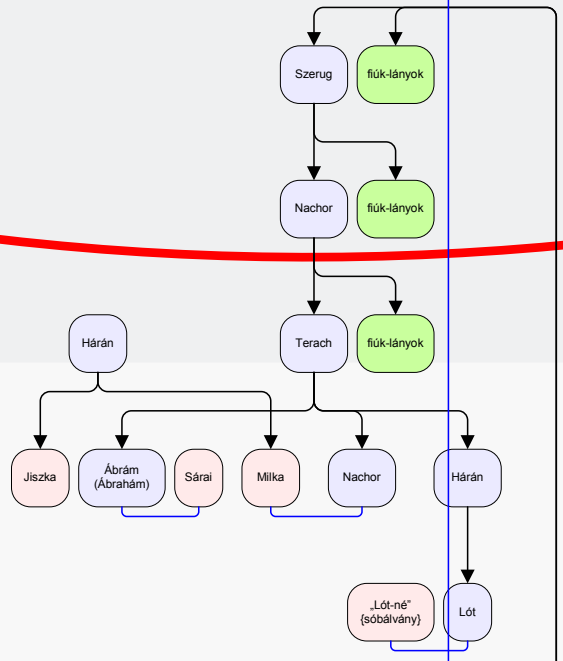 Szerug
fiúk-lányok
Nachor
fiúk-lányok
Hárán
Terach
fiúk-lányok
Jiszka
Ábrám
(Ábrahám)
Sárai
Milka
Nachor
Hárán
„Lót-né”
{sóbálvány}
Lót